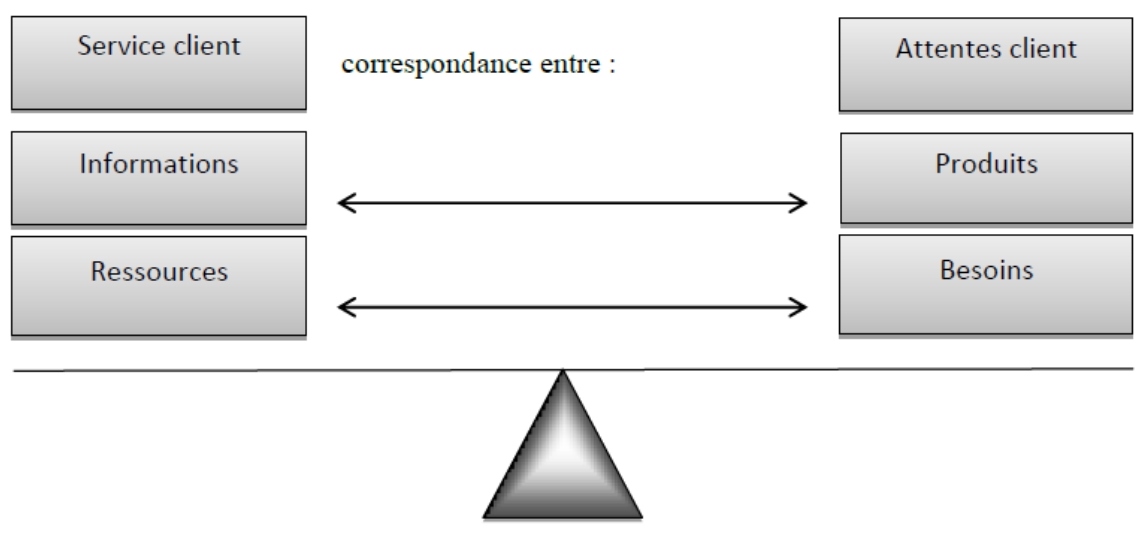 Service client
correspondance entre :
Attentes client
Informations
Produits
Ressources
Besoins